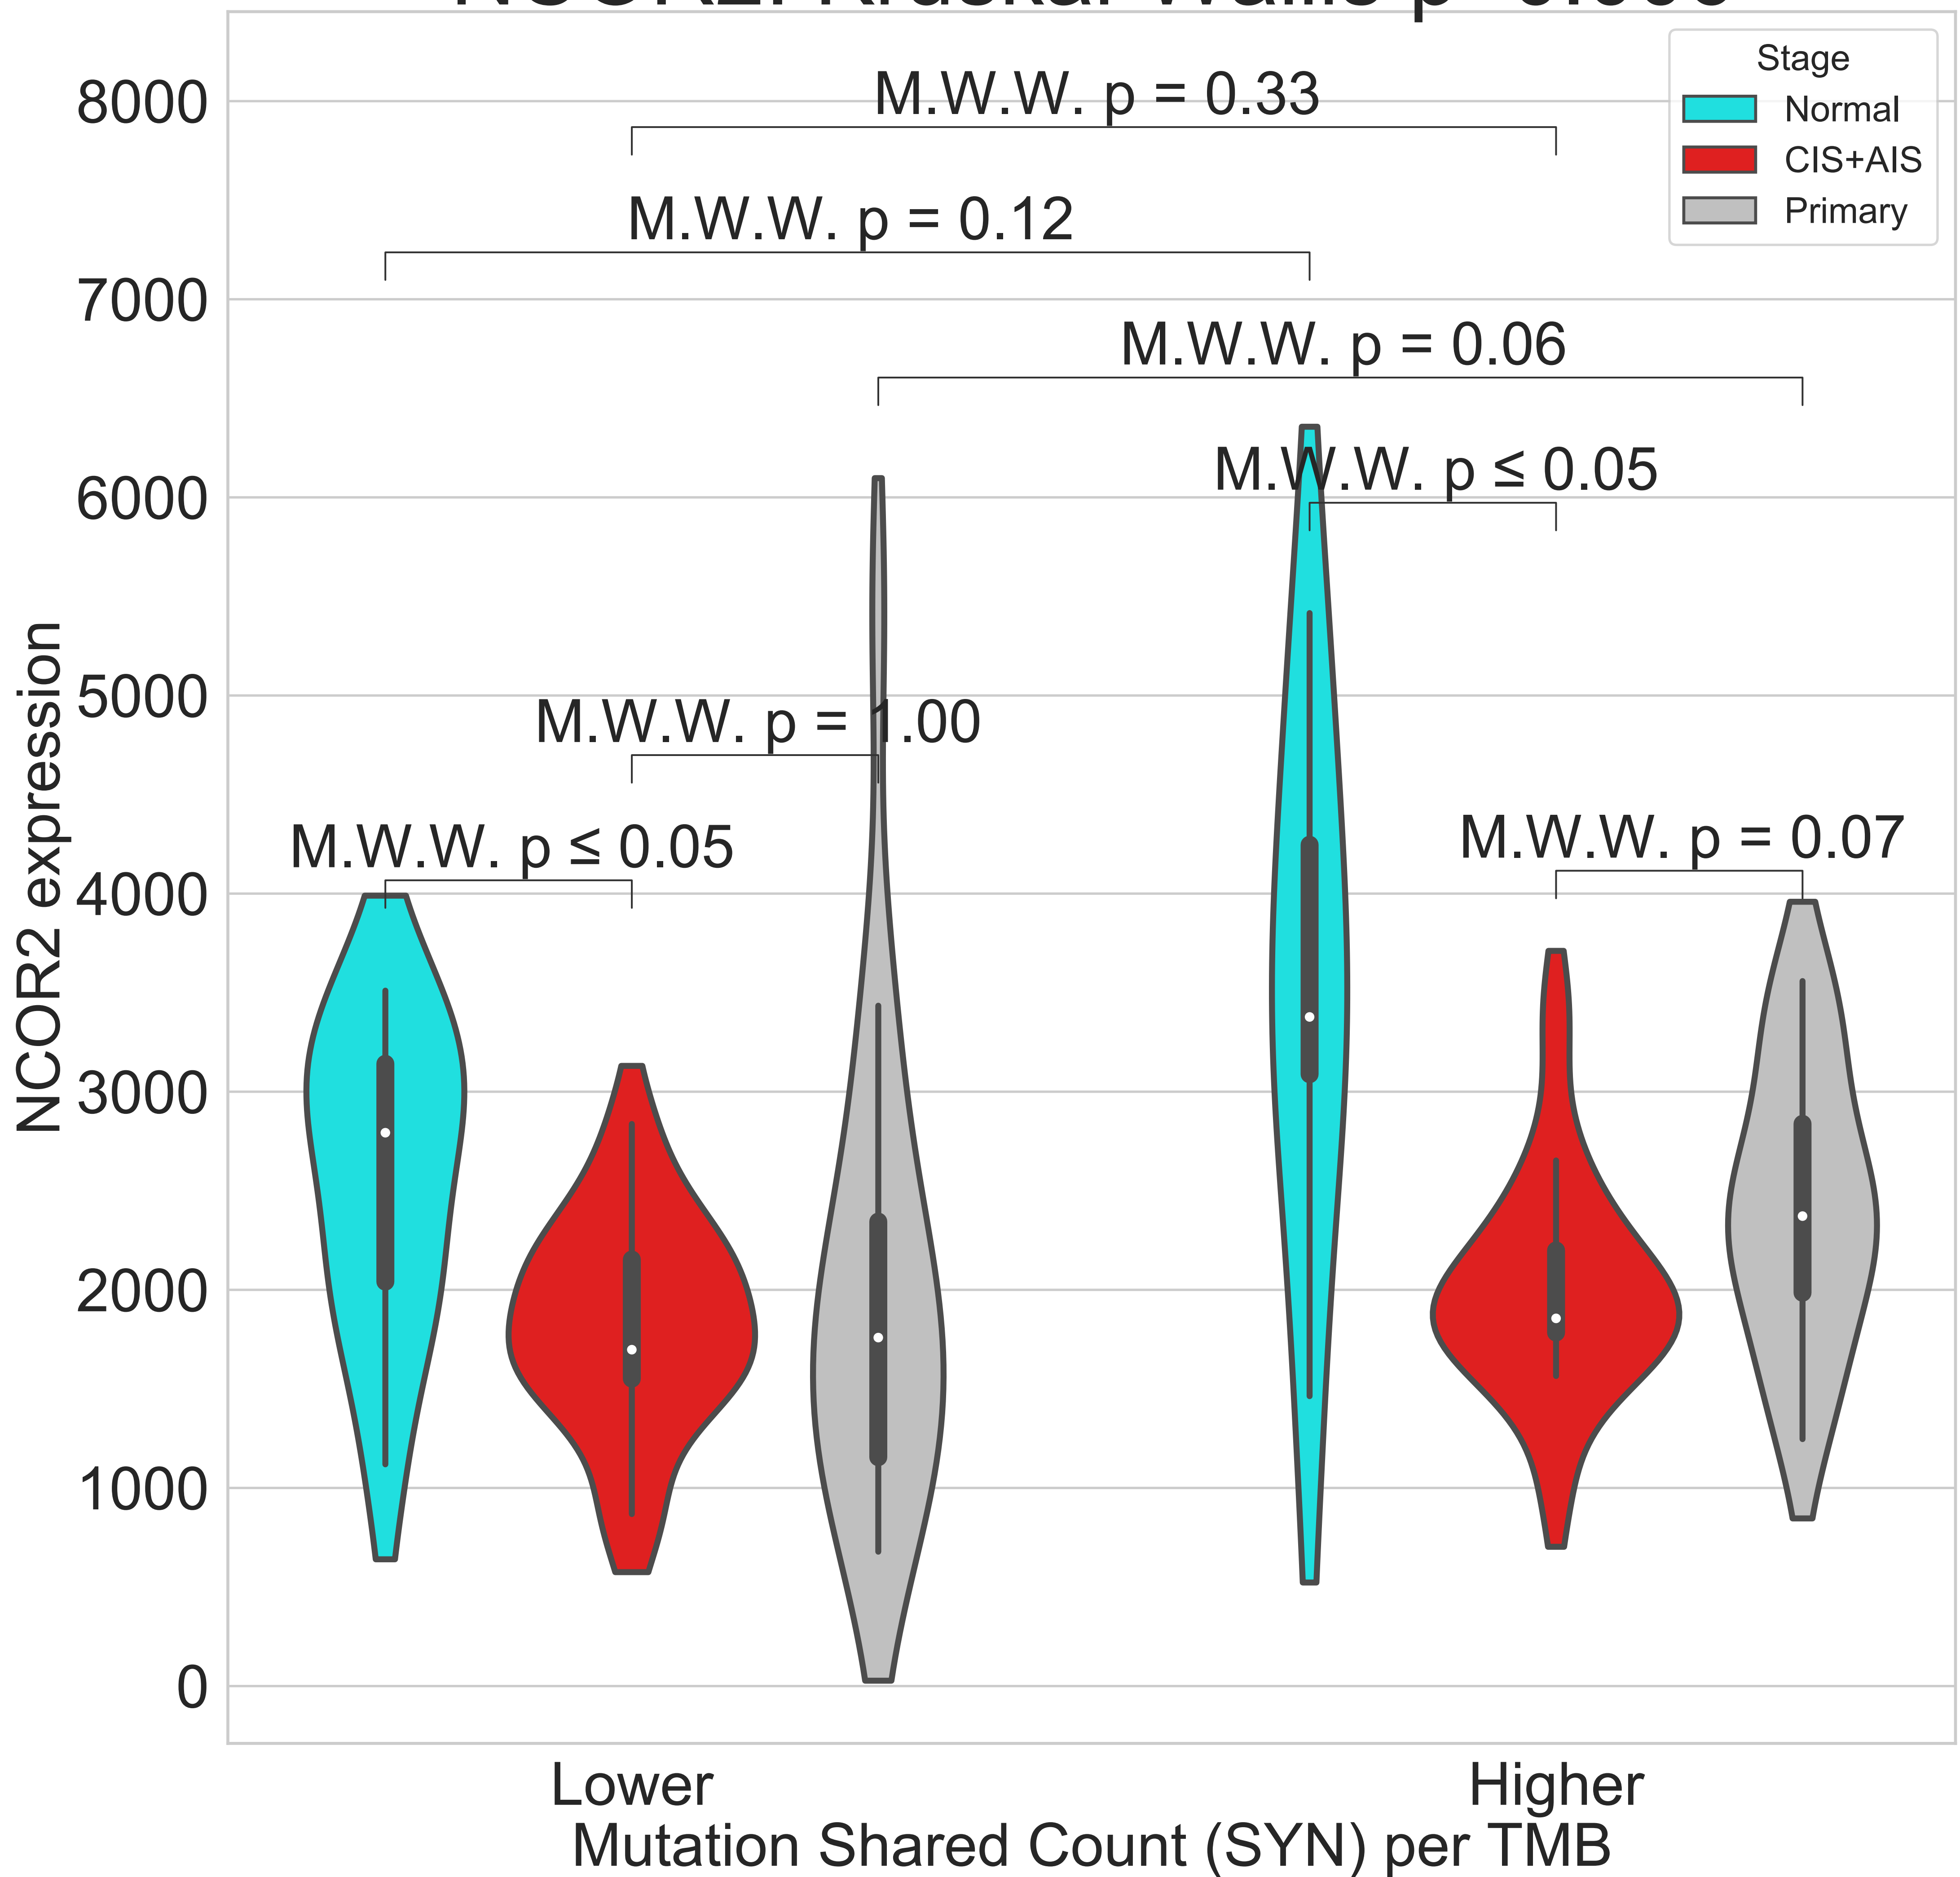 Stage
Normal
CIS+AIS
Primary
8000
7000
6000
5000
4000
3000
2000
1000
0
NCOR2 expression
M.W.W. p = 0.33
M.W.W. p = 0.12
M.W.W. p = 0.06
M.W.W. p ≤ 0.05
M.W.W. p = 1.00
M.W.W. p ≤ 0.05
M.W.W. p = 0.07
Lower
Higher
Mutation Shared Count (SYN) per TMB